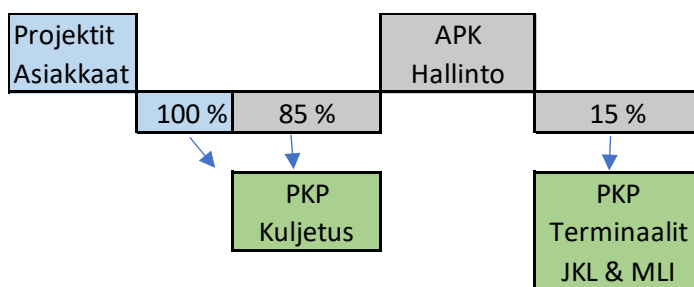 Projektit
Asiakkaat
APK
Hallinto
100 %
85 %
15 %
PKP
Kuljetus
PKP
Terminaalit
JKL & MLI